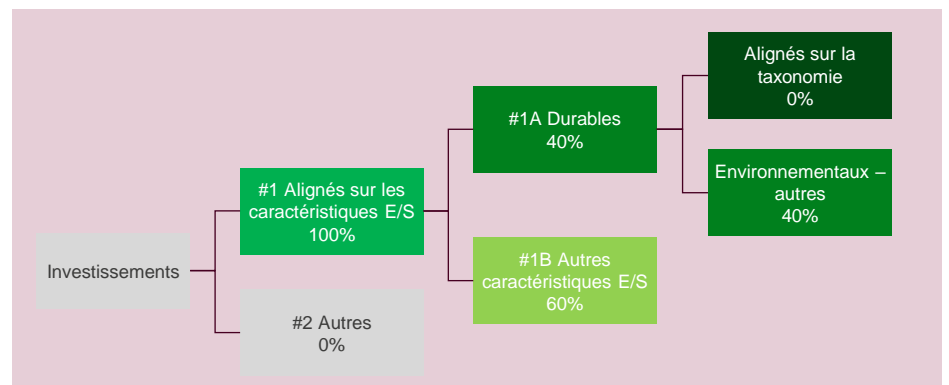 Investissements
#1 Alignés sur les
caractéristiques E/S
100%
#2 Autres
0%
#1A Durables
40%
#1B Autres
caractéristiques E/S
60%
Alignés sur la
taxonomie
0%
Environnementaux –
autres
40%